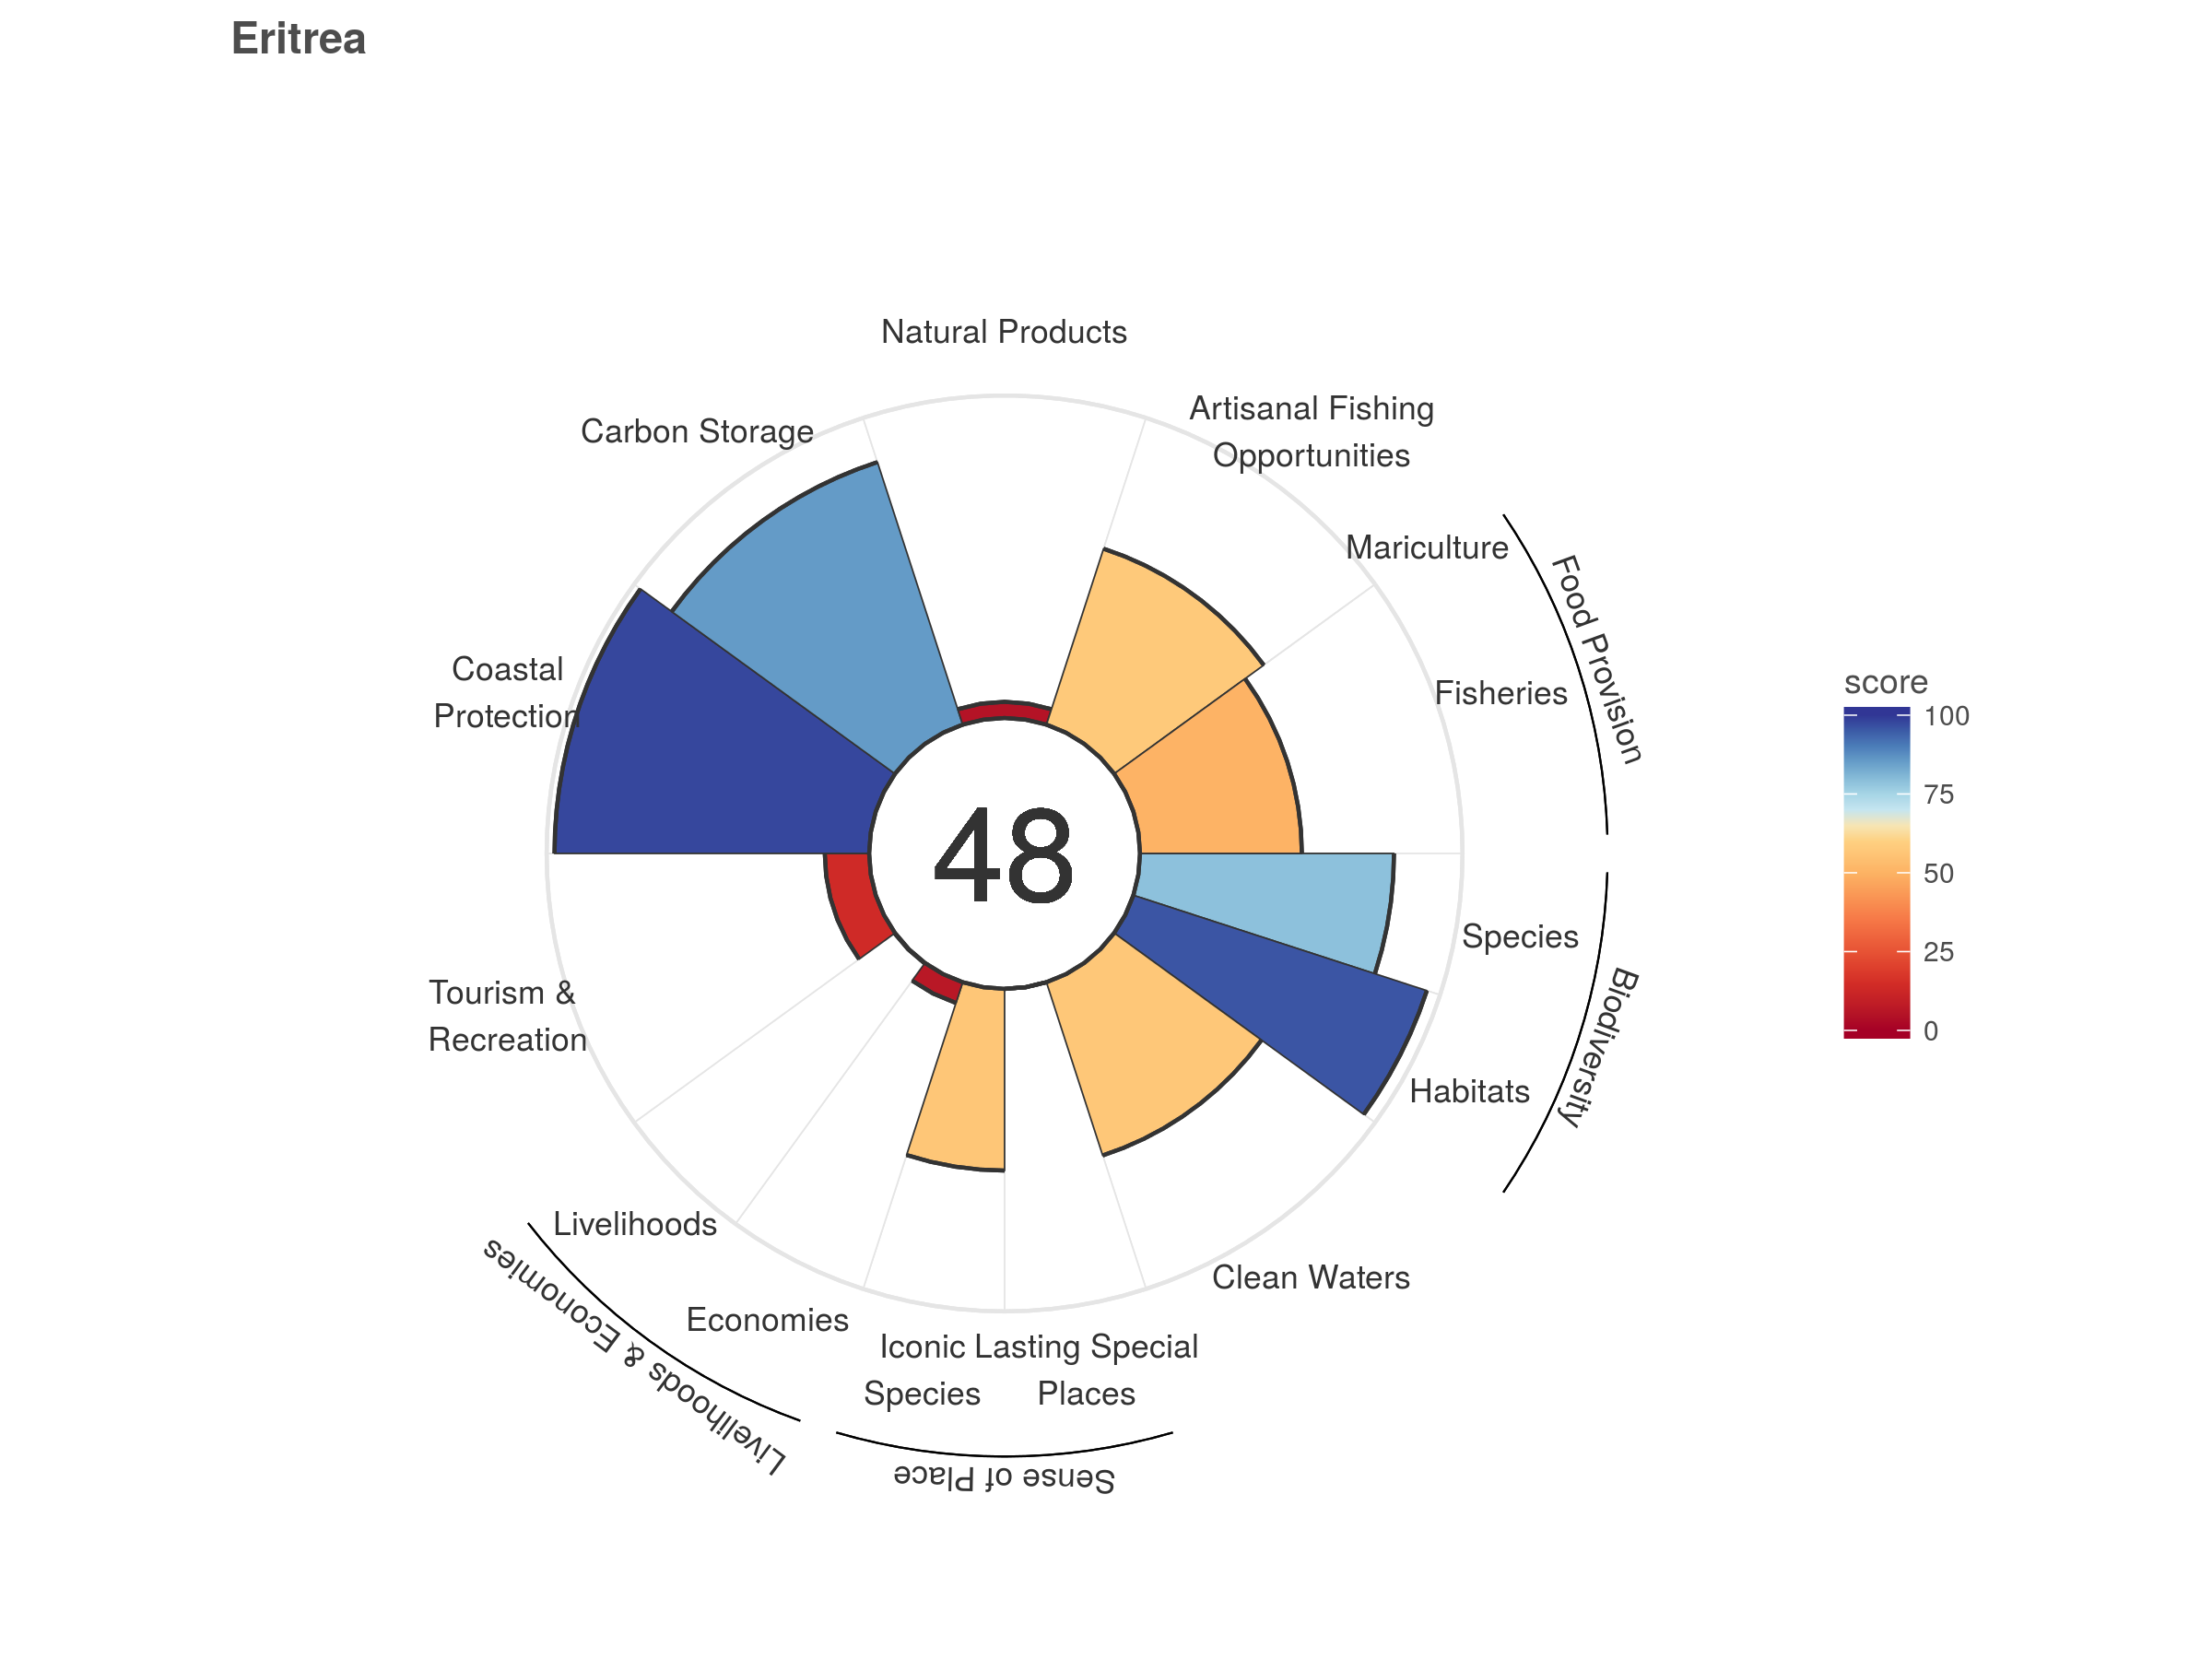 Eritrea
Natural Products
Artisanal Fishing
Opportunities
Carbon Storage
Mariculture
Food Provision
Fisheries
Coastal
Protection
score
100
75
50
25
0
48
Species
Biodiversity
Tourism &
Recreation
Habitats
Livelihoods
Clean Waters
Economies
Livelihoods & Economies
Iconic
Species
Lasting Special
Places
Sense of Place